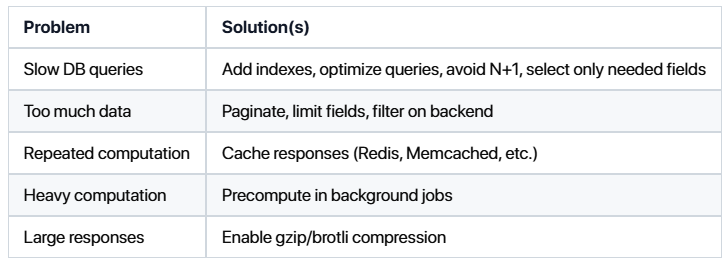 Problem Solution(s)
Slow DB queries Add indexes, optimize queries, avoid N+1, select only needed fields
Too much data Paginate, limit fields, filter on backend
Repeated computation Cache responses (Redis, Memcached, etc.)
Heavy computation Precompute in background jobs
Large responses Enable gzip/brotli compression